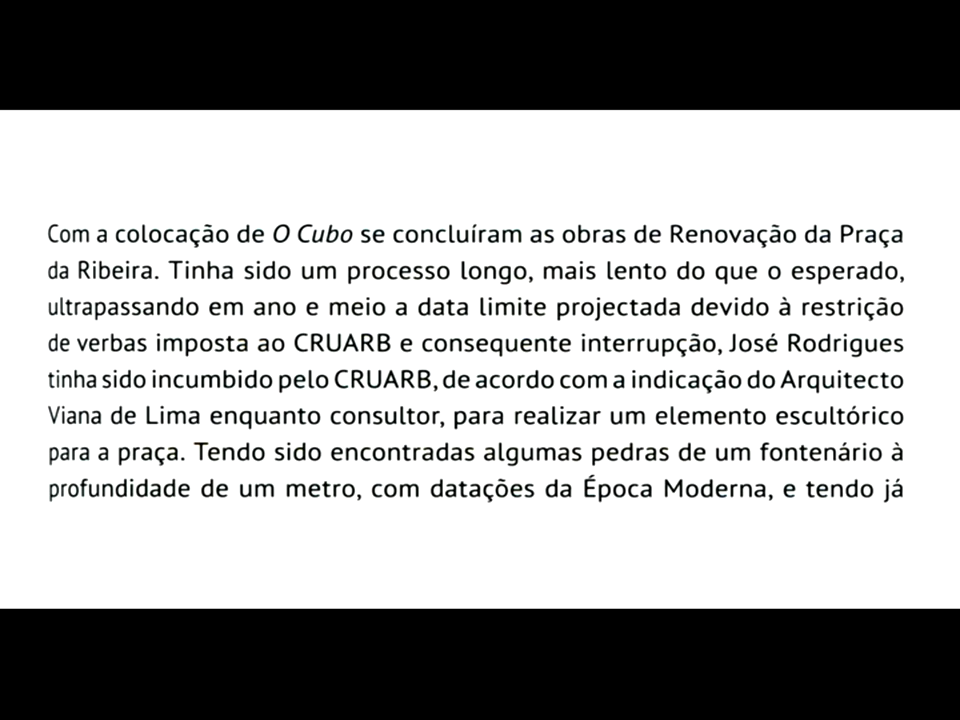 Com a colocação de O Cubo se concluíram as obras de Renovação da Praça
da Ribeira. Tinha sido um processo longo, mais lento do que o esperado,
ultrapassando em ano e meio a data limite projectada devido à restrição
de verbas imposta ao CRUARB e consequente interrupção, José Rodrigues
tinha sido incumbido pelo CRUARB, de acordo com a indicação do Arquitecto
Viana de Lima enquanto consultor, para realizar um elemento escultórico
para a praça. Tendo sido encontradas algumas pedras de um fontenário à
profundidade de um metro, com datações da Época Moderna, e tendo já